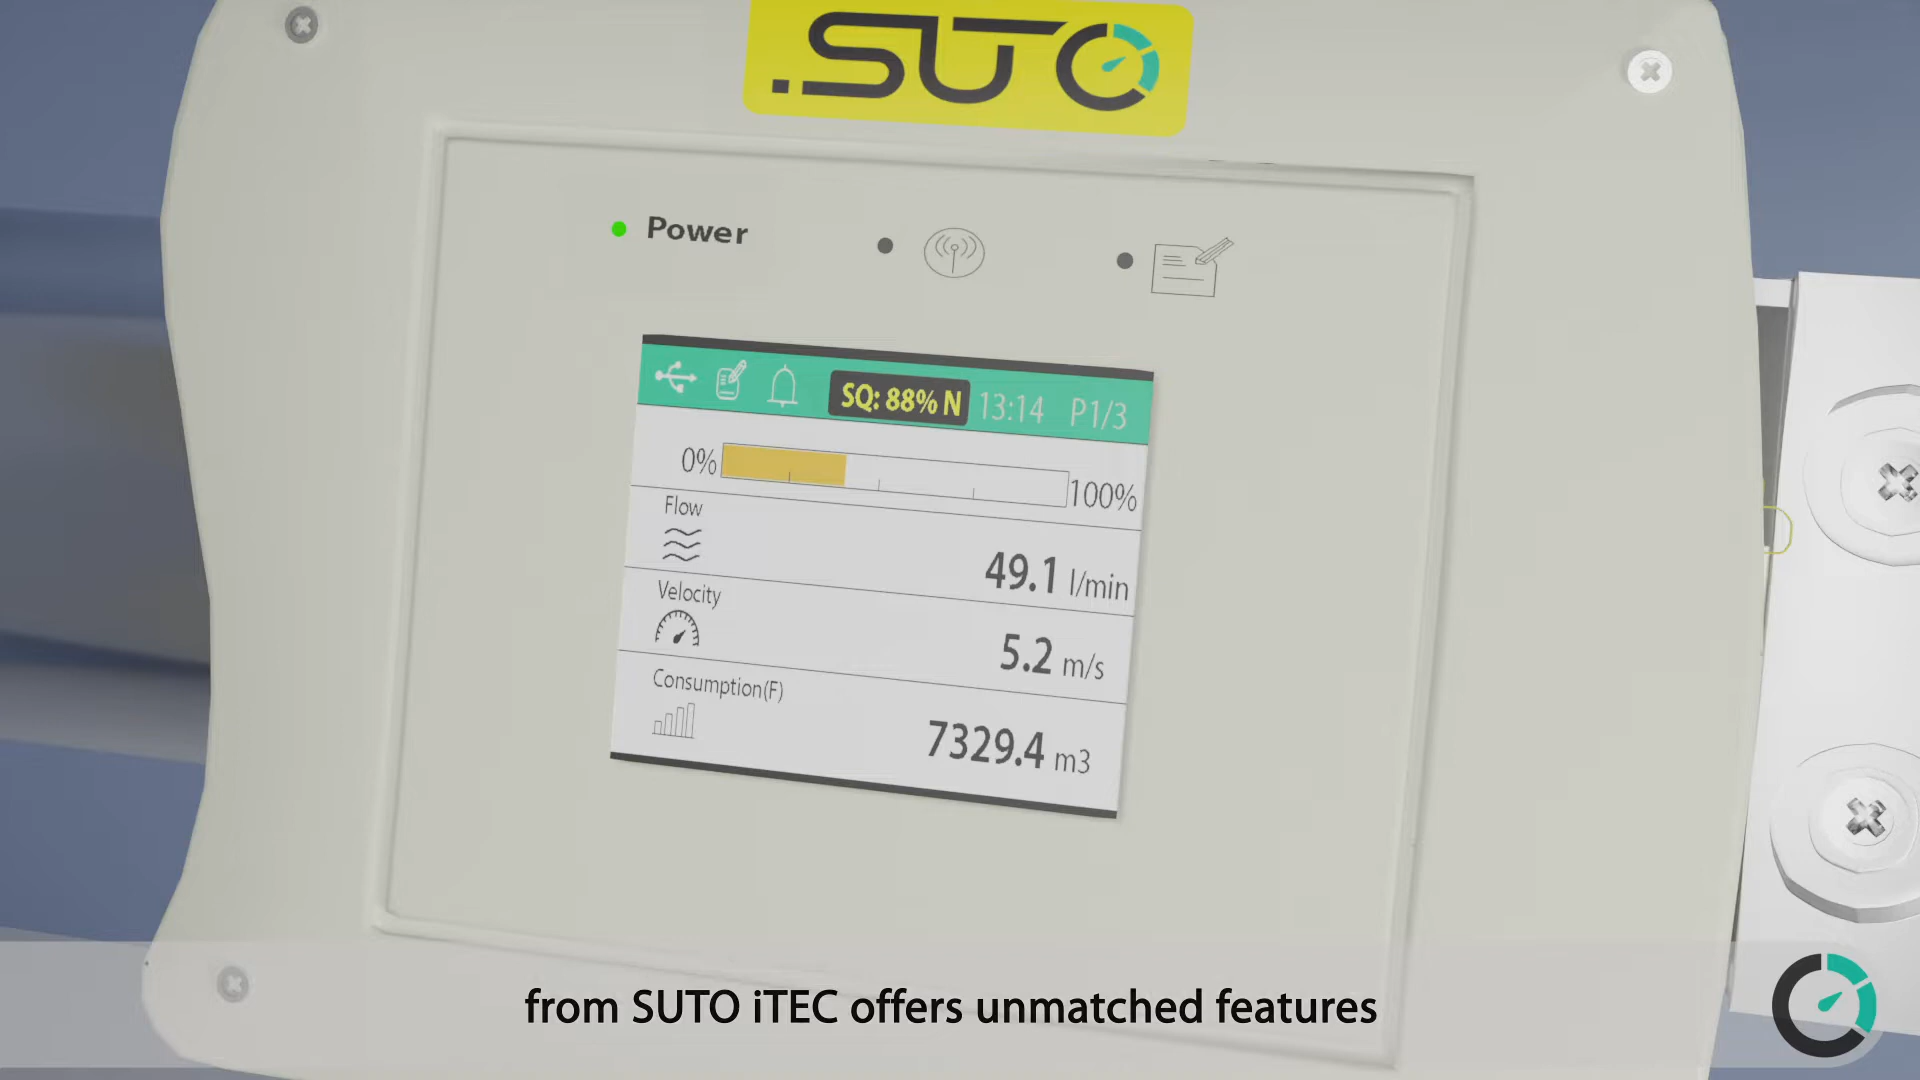 .SUTO
Power
SQ: 88% N 13:14 P1/3
0% 100%
Flow
49.1 l/min
Velocity
5.2 m/s
Consumption(F)
7329.4 m3
from SUTO iTEC offers unmatched features